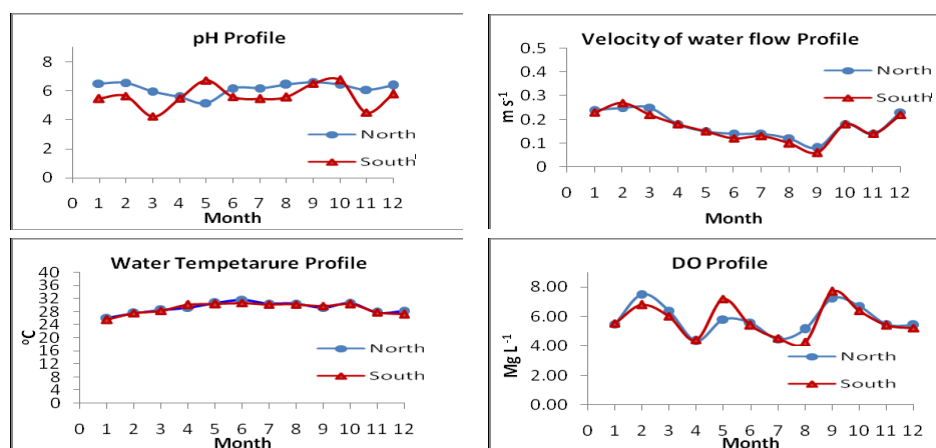 pH Profile
8
6
4
2
0
North
South
0 1 2 3 4 5 6 7 8 9 10 11 12
Month
Velocity of water flow Profile
0.5
0.4
0.3
0.2
0.1
0
m s-1
North
South
0 1 2 3 4 5 6 7 8 9 10 11 12
Month
Water Tempetarure Profile
40
36
32
28
24
20
16
12
8
4
0
°C
North
South
0 1 2 3 4 5 6 7 8 9 10 11 12
Month
DO Profile
8.00
6.00
4.00
2.00
0.00
Mg L-1
North
South
0 1 2 3 4 5 6 7 8 9 10 11 12
Month